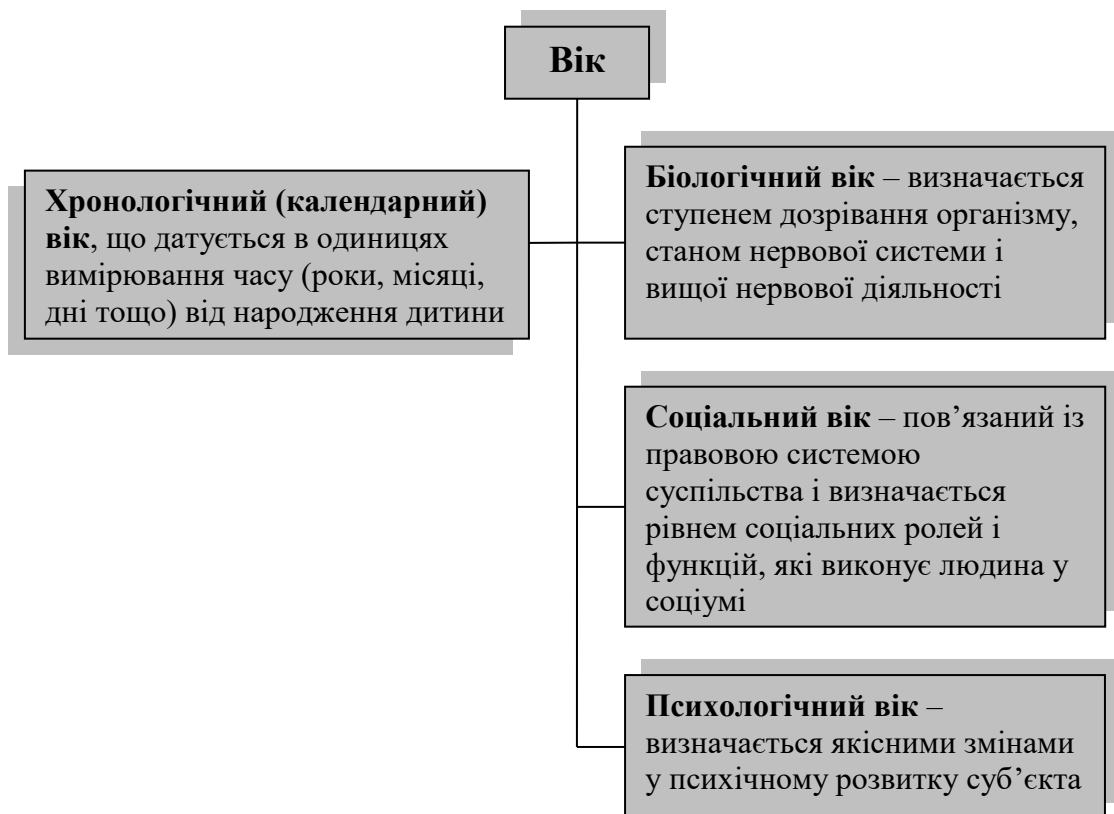 Вік
Хронологічний (календарний)
вік, що датується в одиницях
вимірювання часу (роки, місяці,
дні тощо) від народження дитини
Біологічний вік – визначається
ступенем дозрівання організму,
станом нервової системи і
вищої нервової діяльності
Соціальний вік – пов’язаний із
правовою системою
суспільства і визначається
рівнем соціальних ролей і
функцій, які виконує людина у
соціумі
Психологічний вік –
визначається якісними змінами
у психічному розвитку суб’єкта